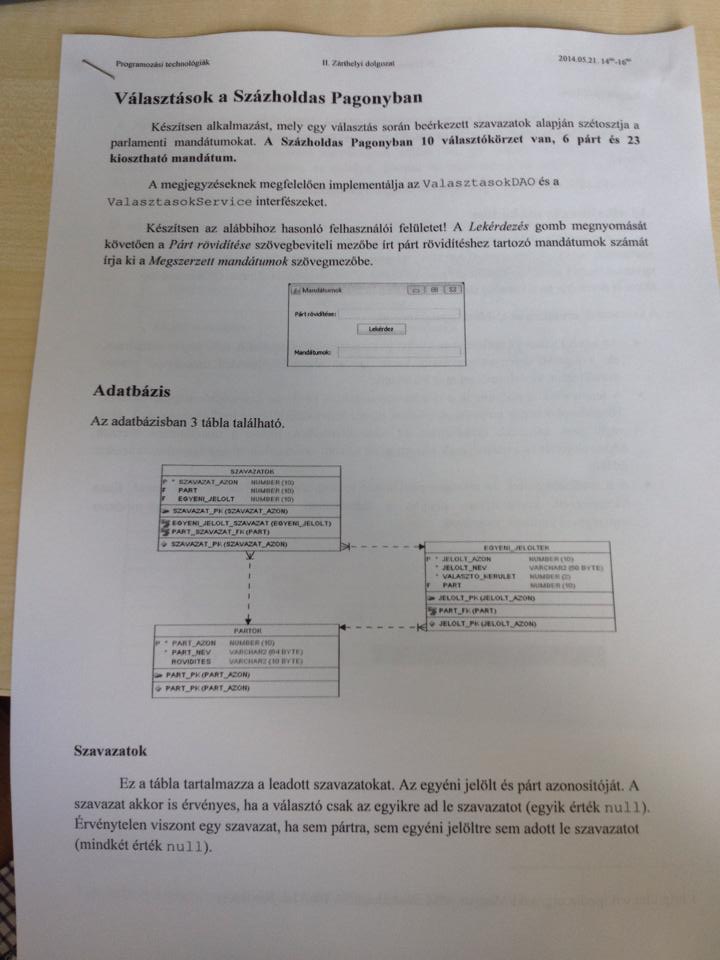 Programozási technológiák
II. Zárthelyi dolgozat
2014.05.21. 14⁰⁰-16⁰⁰
Választások a Százholdas Pagonyban
Készítsen alkalmazást, mely egy választás során beérkezett szavazatok alapján szétosztja a
parlamenti mandátumokat. A Százholdas Pagonyban 10 választókörzet van, 6 párt és 23
kiosztható mandátum.
A megjegyzéseknek megfelelően implementálja az ValasztasokDAO és a
ValasztasokService interfészeket.
Készítsen az alábbihoz hasonló felhasználói felületet! A Lekérdezés gomb megnyomását
követően a Párt rövidítése szövegbeviteli mezőbe írt párt rövidítéshez tartozó mandátumok számát
írja ki a Megszerzett mandátumok szövegmezőbe.
Mandátumok
Párt rövidítése:
Lekérdez
Mandátumok:
Adatbázis
Az adatbázisban 3 tábla található.
SZAVAZATOK
P * SZAVAZAT_AZON NUMBER (10)
F PART NUMBER (10)
F EGYENI_JELOLT NUMBER (10)
SZAVAZAT_PK (SZAVAZAT_AZON)
EGYENI_JELOLT_SZAVAZAT (EGYENI_JELOLT)
PART_SZAVAZAT_FK (PART)
SZAVAZAT_PK (SZAVAZAT_AZON)
EGYENI_JELOLTEK
P * JELOLT_AZON NUMBER (10)
* JELOLT_NEV VARCHAR2 (50 BYTE)
* VALASZTO_KERULET NUMBER (2)
F PART NUMBER (10)
JELOLT_PK (JELOLT_AZON)
PART_FK (PART)
JELOLT_PK (JELOLT_AZON)
PARTOK
P * PART_AZON NUMBER (10)
* PART_NEV VARCHAR2 (64 BYTE)
ROVIDITES VARCHAR2 (10 BYTE)
PART_PK (PART_AZON)
PART_PK (PART_AZON)
Szavazatok
Ez a tábla tartalmazza a leadott szavazatokat. Az egyéni jelölt és párt azonosítóját. A
szavazat akkor is érvényes, ha a választó csak az egyikre ad le szavazatot (egyik érték null).
Érvénytelen viszont egy szavazat, ha sem pártra, sem egyéni jelöltre sem adott le szavazatot
(mindkét érték null).